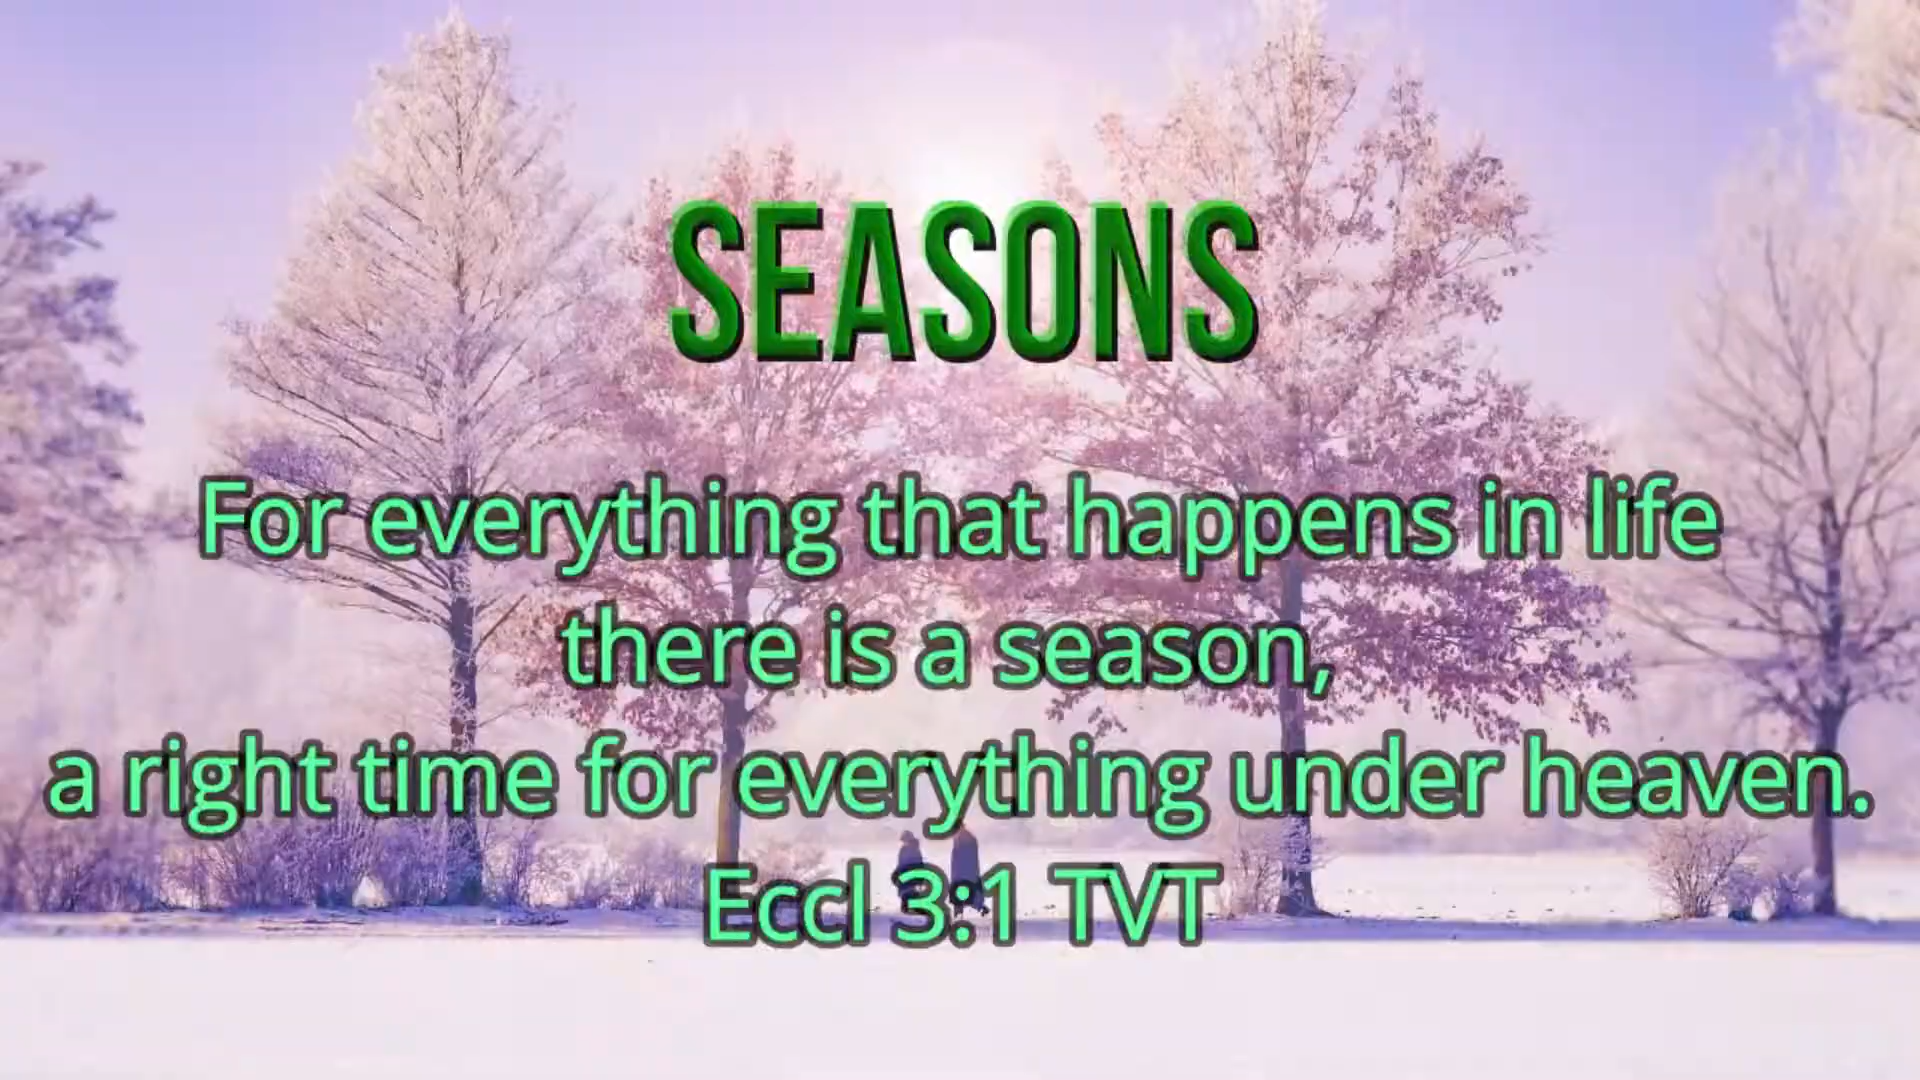 SEASONS
For everything that happens in life
there is a season,
a right time for everything under heaven.
Eccl 3:1 TVT